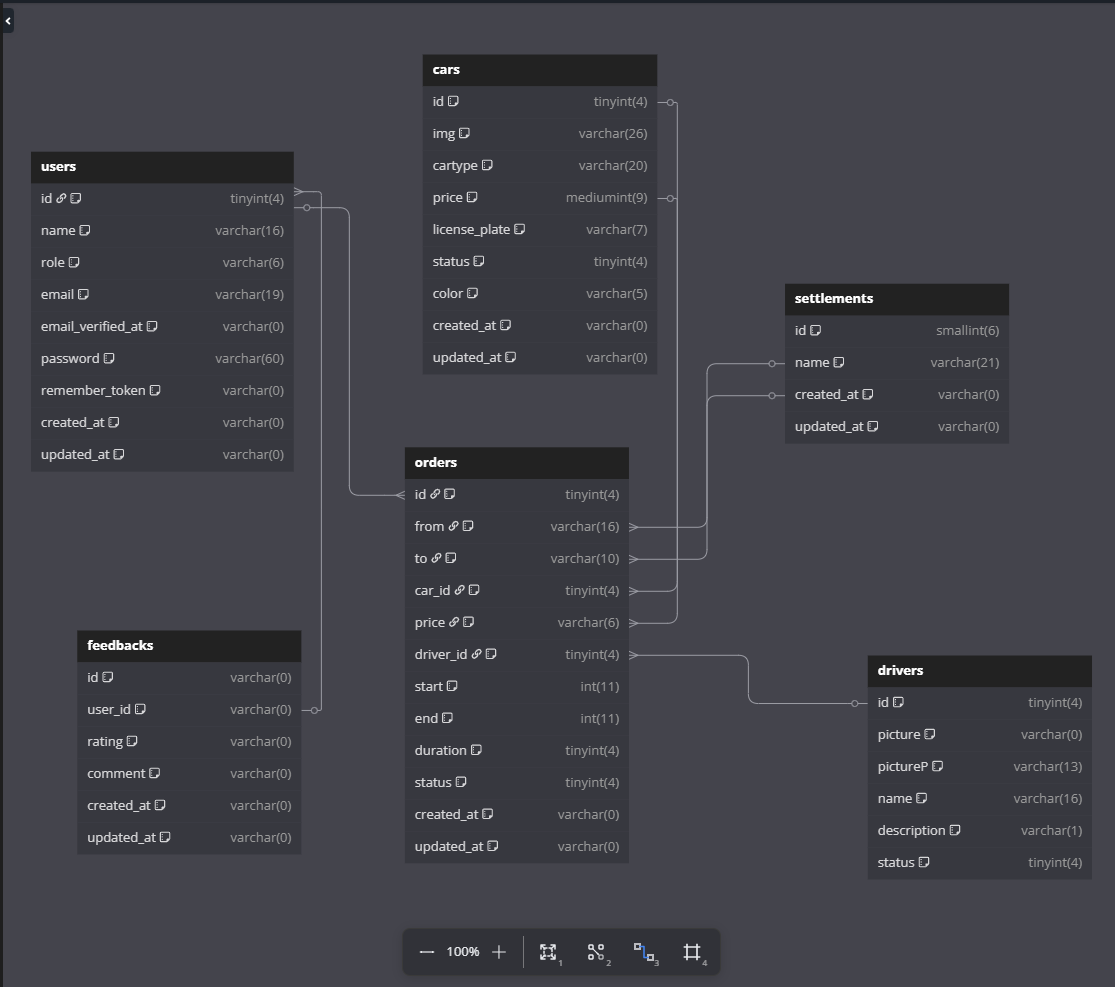 cars
id tinyint(4)
img varchar(26)
cartype varchar(20)
price mediumint(9)
license_plate varchar(7)
status tinyint(4)
color varchar(5)
created_at varchar(0)
updated_at varchar(0)
users
id tinyint(4)
name varchar(16)
role varchar(6)
email varchar(19)
email_verified_at varchar(0)
password varchar(60)
remember_token varchar(0)
created_at varchar(0)
updated_at varchar(0)
settlements
id smallint(6)
name varchar(21)
created_at varchar(0)
updated_at varchar(0)
orders
id tinyint(4)
from varchar(16)
to varchar(10)
car_id tinyint(4)
price varchar(6)
driver_id tinyint(4)
start int(11)
end int(11)
duration tinyint(4)
status tinyint(4)
created_at varchar(0)
updated_at varchar(0)
feedbacks
id varchar(0)
user_id varchar(0)
rating varchar(0)
comment varchar(0)
created_at varchar(0)
updated_at varchar(0)
drivers
id tinyint(4)
picture varchar(0)
pictureP varchar(13)
name varchar(16)
description varchar(1)
status tinyint(4)
100% 1 2 3 4